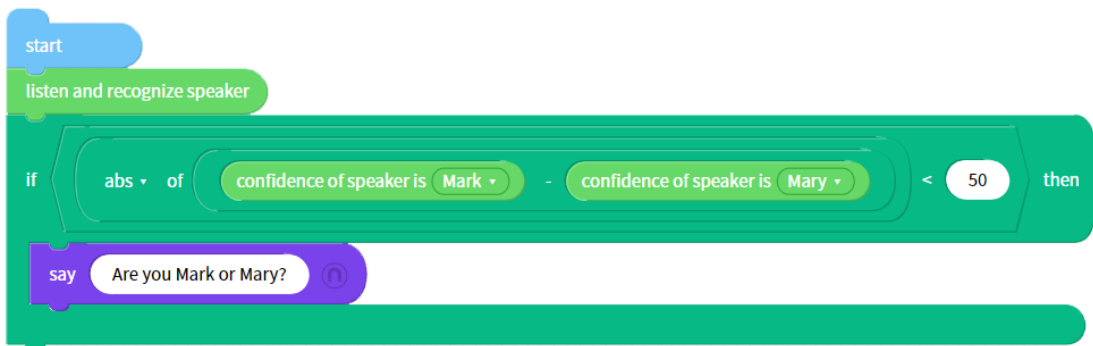 start
listen and recognize speaker
if abs of confidence of speaker is Mark - confidence of speaker is Mary < 50 then
say Are you Mark or Mary?